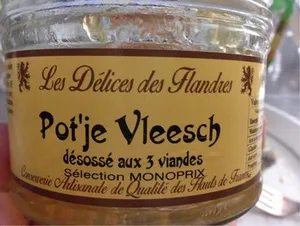 Les Délices des Flandres
Pot'je Vleesch
désossé aux 3 viandes
Sélection MONOPRIX
Conserverie Artisanale de Qualité des Hauts de France